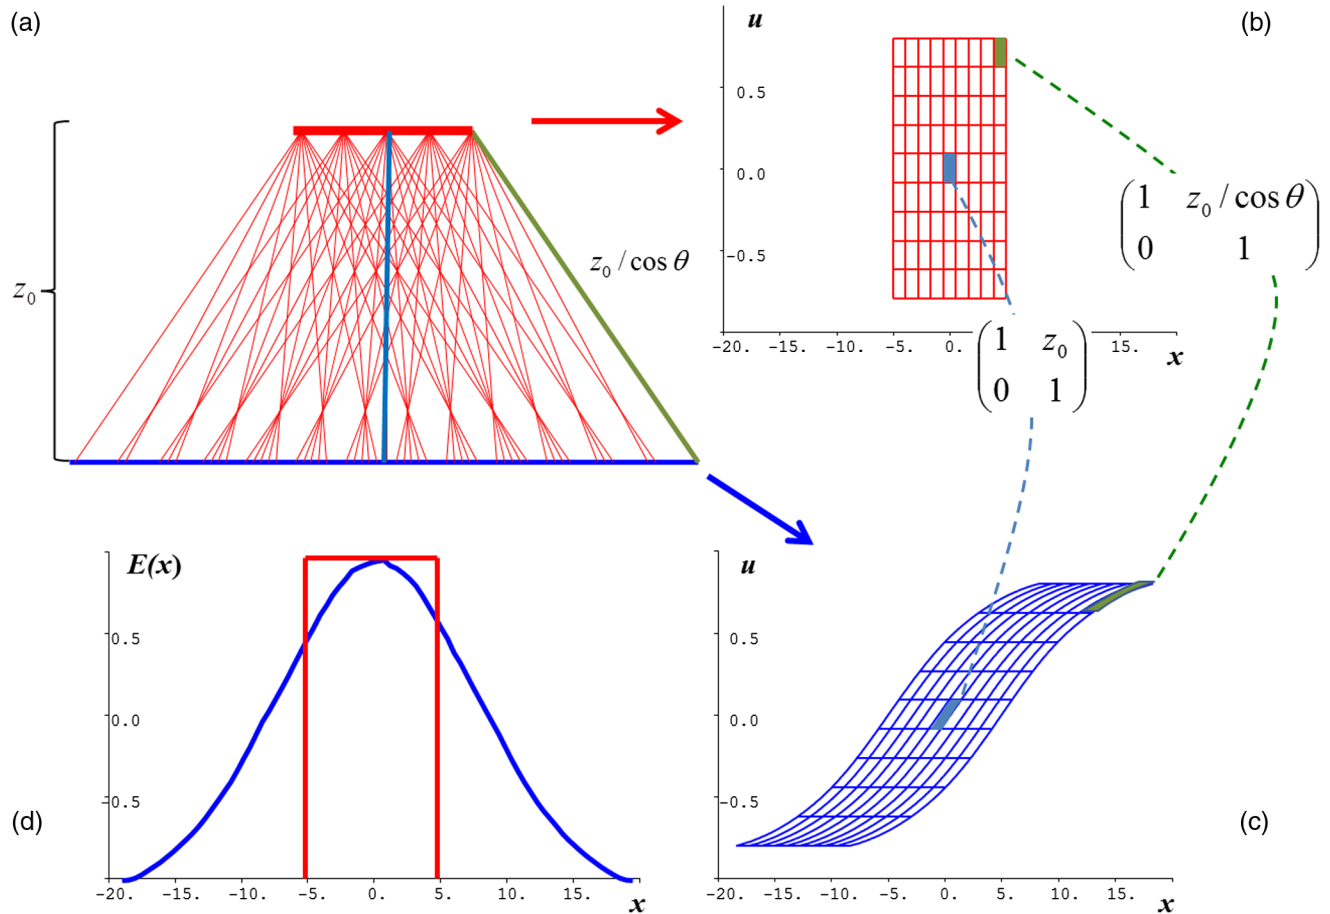 (a)
z₀
z₀ / cos θ
u
(b)
0.5
0.0
-0.5
-20. -15. -10. -5. 0. 15.
x
( 1 z₀ / cos θ
0 1 )
( 1 z₀
0 1 )
E(x)
0.5
0.0
-0.5
(d)
-20. -15. -10. -5. 0. 5. 10. 15.
x
u
0.5
0.0
-0.5
(c)
-20. -15. -10. -5. 0. 5. 10. 15.
x